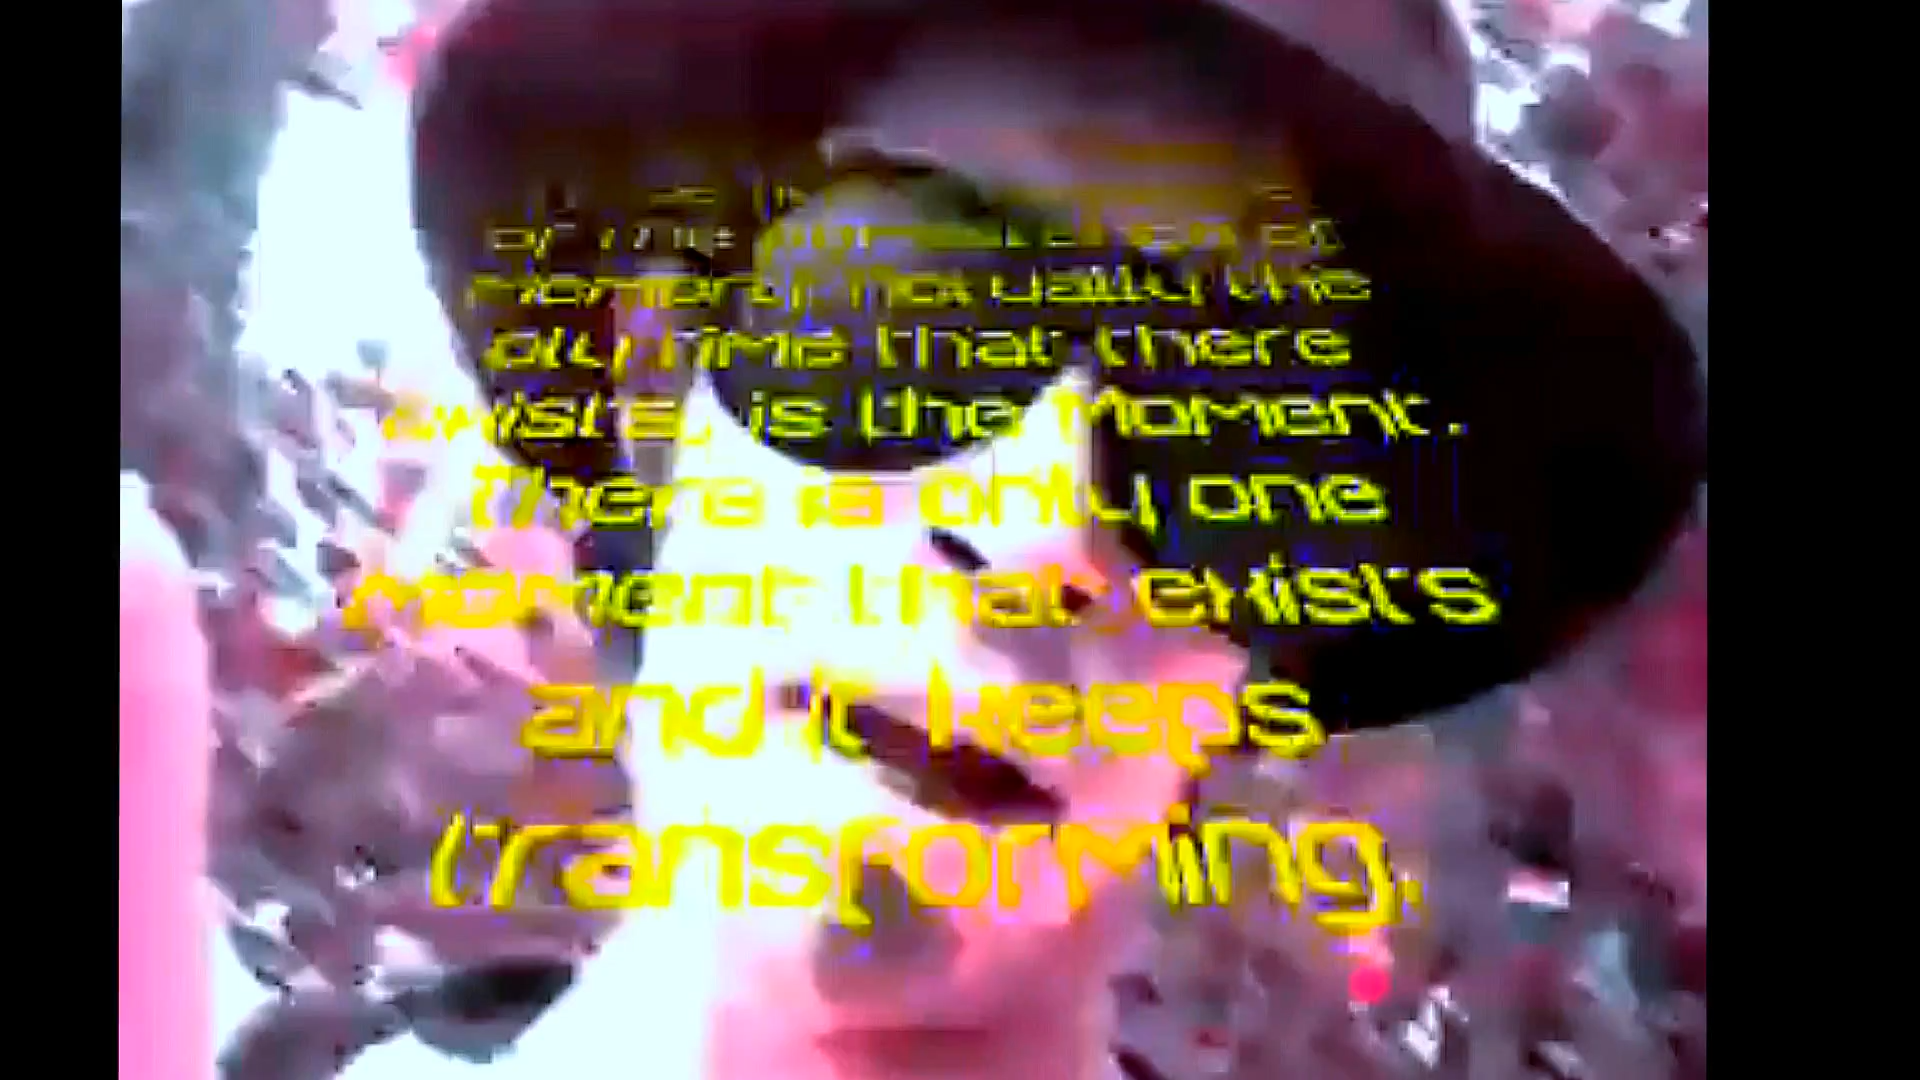 of the
moment. Actually the
only time that there
exists, is the moment.
There is only one
moment that exists
and it keeps
transforming.